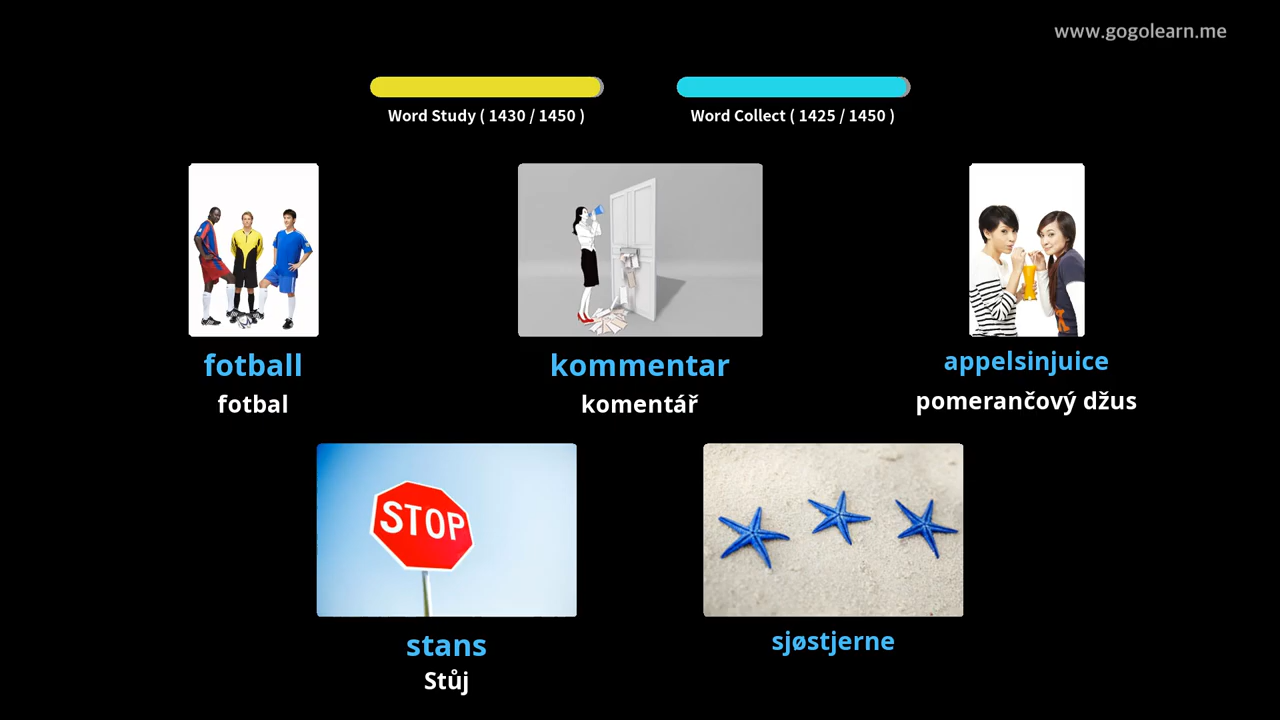 www.gogolearn.me
Word Study ( 1430 / 1450 )
Word Collect ( 1425 / 1450 )
fotball
fotbal
kommentar
komentář
appelsinjuice
pomerančový džus
STOP
stans
Stůj
sjøstjerne